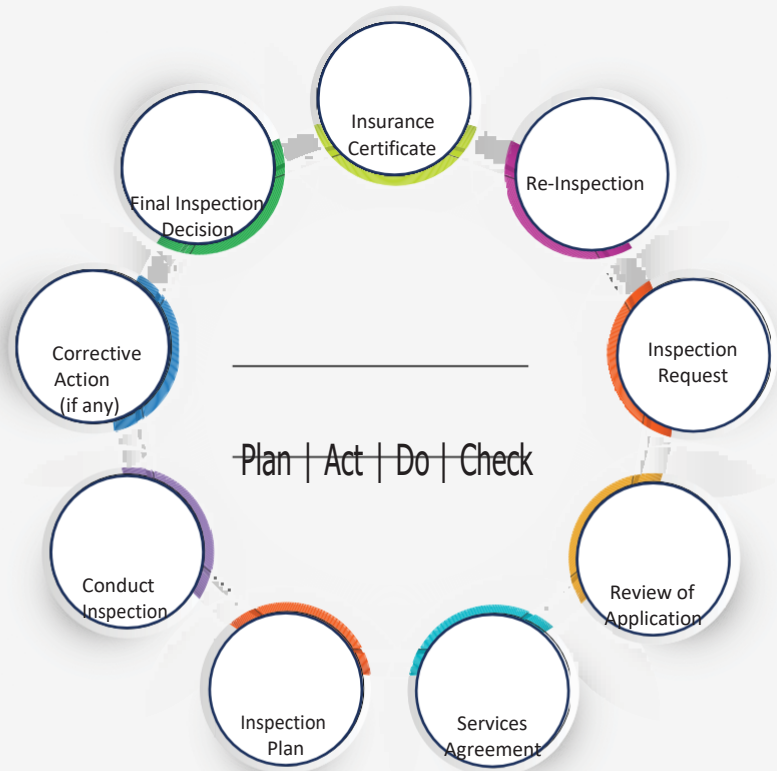 Insurance
Certificate
Re-Inspection
Inspection
Request
Review of
Application
Services
Agreement
Inspection
Plan
Conduct
Inspection
Corrective
Action
(if any)
Final Inspection
Decision
Plan | Act | Do | Check